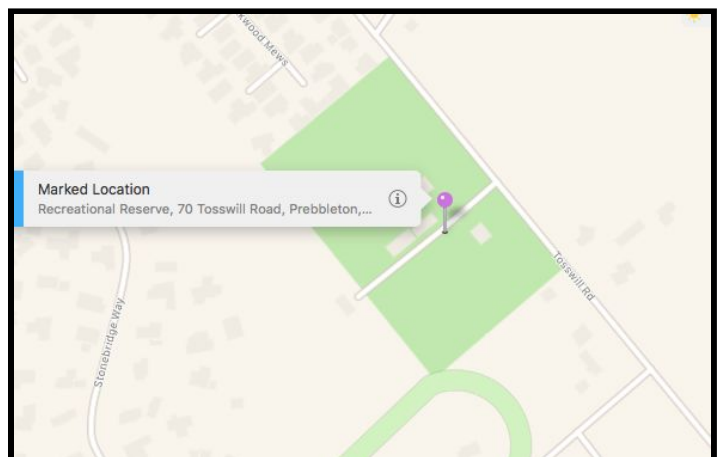 kwood Mews
Marked Location
Recreational Reserve, 70 Tosswill Road, Prebbleton,...
Tosswill Rd
Stonebridge Way